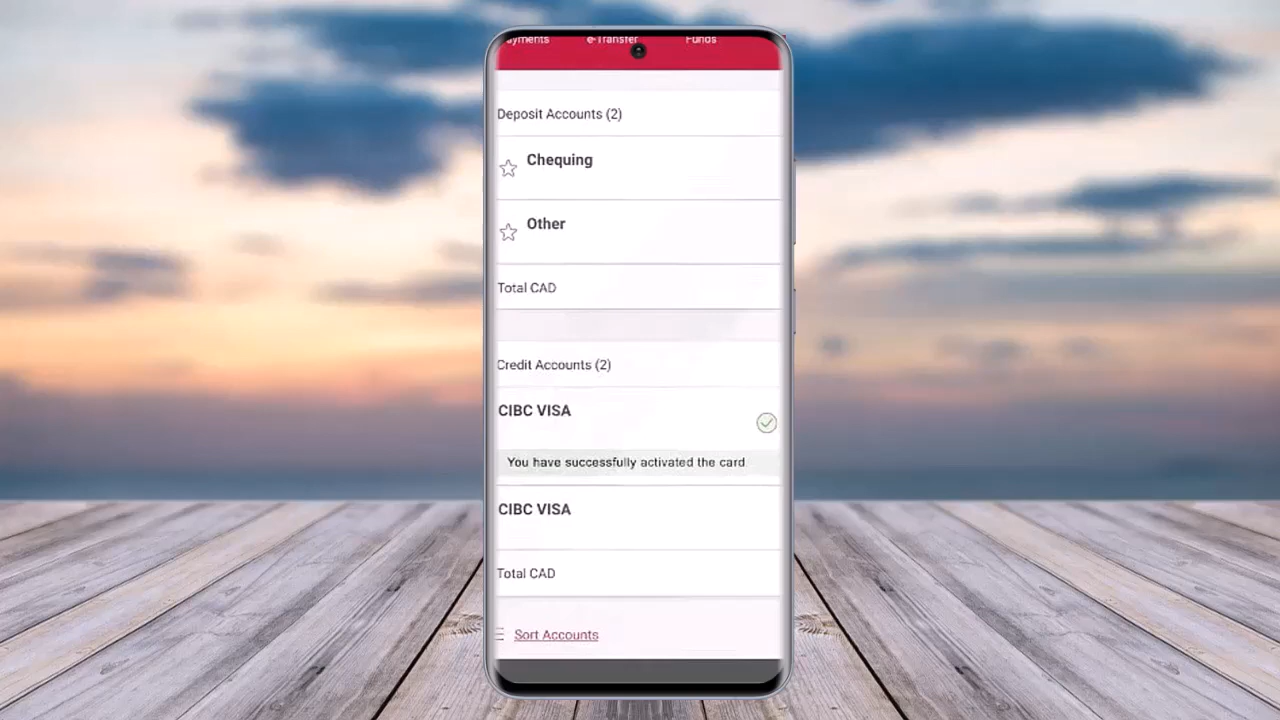 ayments e-Transfer Funds
Deposit Accounts (2)
Chequing
Other
Total CAD
Credit Accounts (2)
CIBC VISA
You have successfully activated the card
CIBC VISA
Total CAD
Sort Accounts